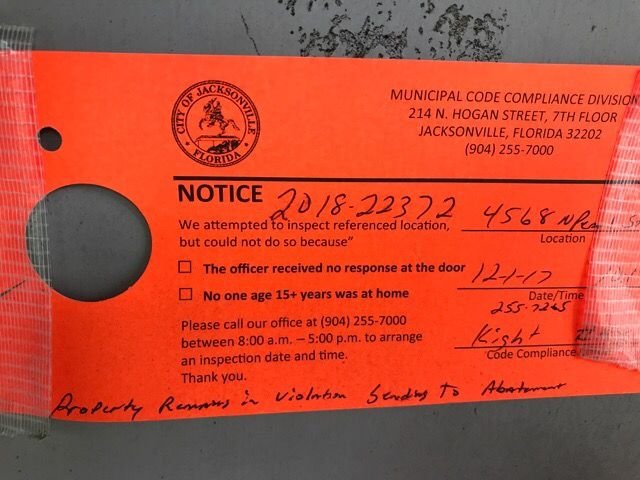 CITY OF JACKSONVILLE
FLORIDA
MUNICIPAL CODE COMPLIANCE DIVISION
214 N. HOGAN STREET, 7TH FLOOR
JACKSONVILLE, FLORIDA 32202
(904) 255-7000
NOTICE 2018-22372
We attempted to inspect referenced location,
but could not do so because"
4568 N
Location
The officer received no response at the door
12-1-17
No one age 15+ years was at home
Date/Time
255-7265
Please call our office at (904) 255-7000
between 8:00 a.m. – 5:00 p.m. to arrange
an inspection date and time.
Thank you.
Kight
Code Compliance
Property Remains in Violation Sending To Abatement